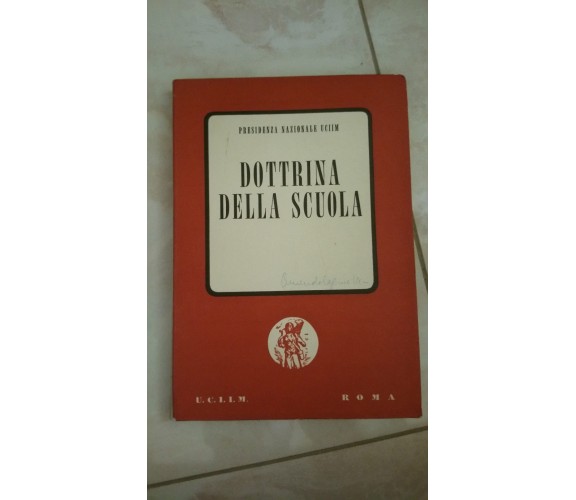 PRESIDENZA NAZIONALE UCIIM
DOTTRINA
DELLA SCUOLA
U.C.I.I.M.
ROMA